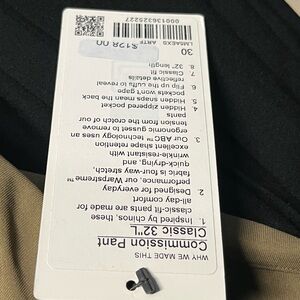 WHY WE MADE THIS
Commission Pant
Classic 32"L
1. Inspired by chinos, these
classic-fit pants are made for
all-day comfort
2. Designed for everyday
performance, our Warpstreme™
fabric is four-way stretch,
quick-drying, and
wrinkle-resistant with
excellent shape retention
3. Our ABC™ technology uses an
ergonomic gusset to remove
tension from the crotch of the
pants
4. Hidden zippered pocket
5. Hidden snaps mean the back
pockets won't gape
6. Flip up the cuffs to reveal
reflective details
7. Classic fit
8. 32" length
$128.00
30